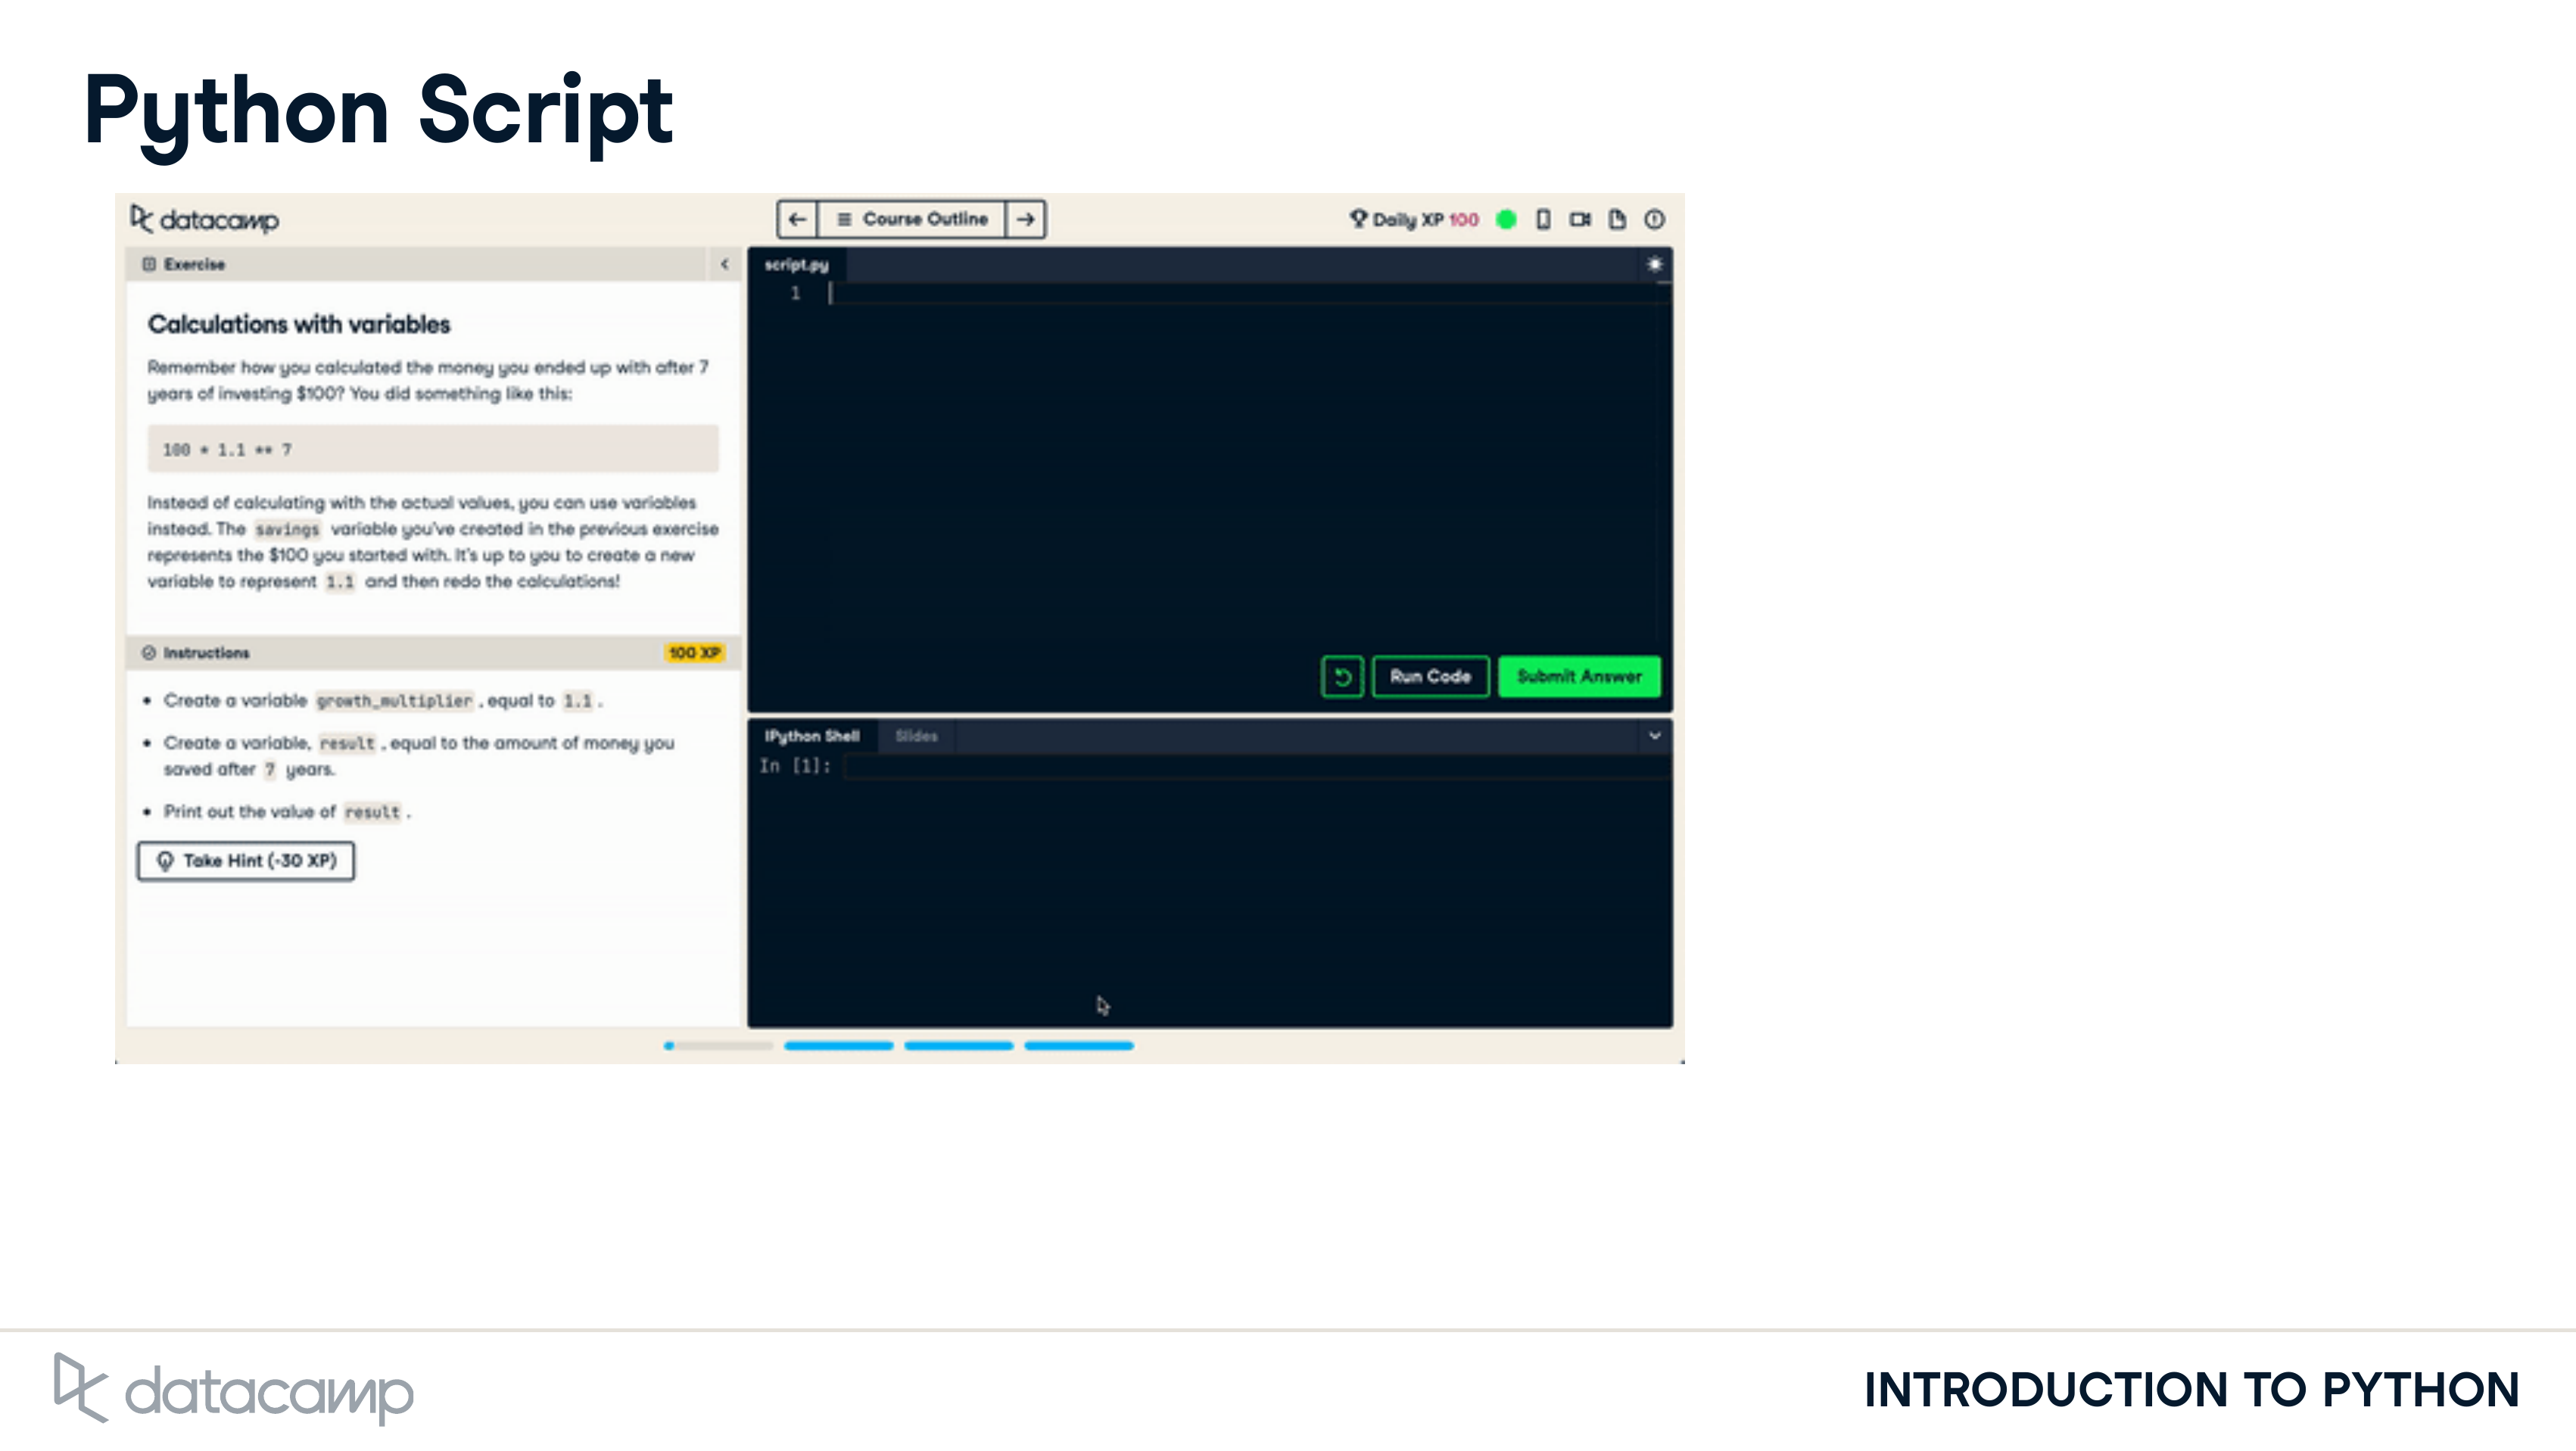 Python Script
datacamp
Course Outline
Daily XP 100
Exercise
Calculations with variables
Remember how you calculated the money you ended up with after 7
years of investing $100? You did something like this:
100 * 1.1 ** 7
Instead of calculating with the actual values, you can use variables
instead. The savings variable you've created in the previous exercise
represents the $100 you started with. It's up to you to create a new
variable to represent 1.1 and then redo the calculations!
Instructions
100 XP
Create a variable growth_multiplier , equal to 1.1 .
Create a variable, result , equal to the amount of money you
saved after 7 years.
Print out the value of result .
Take Hint (-30 XP)
script.py
1
Run Code
Submit Answer
IPython Shell
Slides
In [1]:
datacamp
INTRODUCTION TO PYTHON